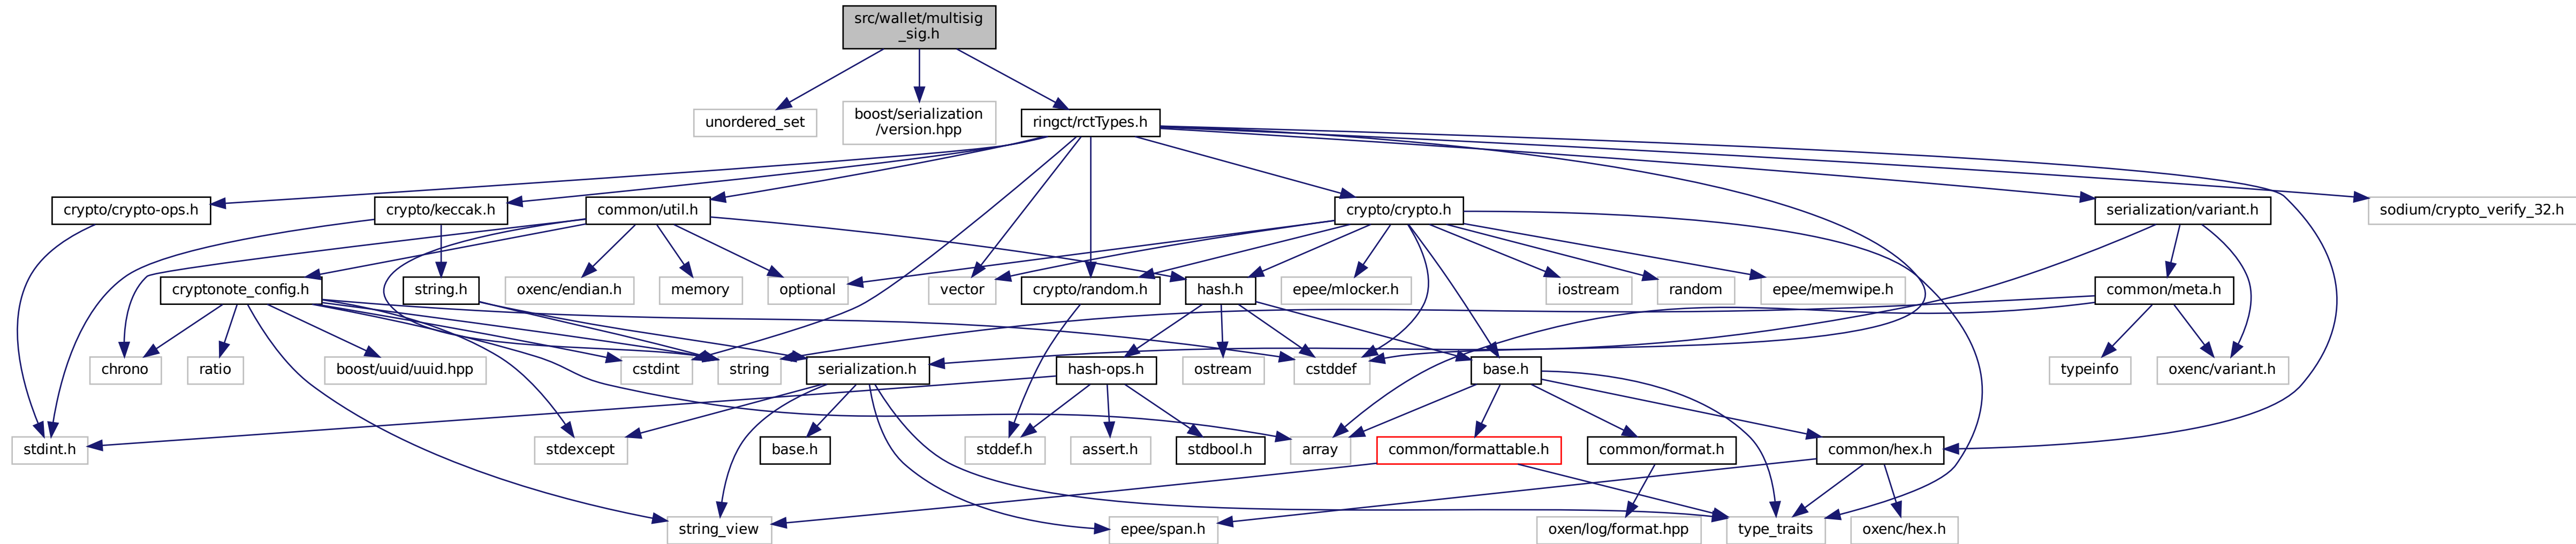 src/wallet/multisig
_sig.h
unordered_set
boost/serialization
/version.hpp
ringct/rctTypes.h
crypto/crypto-ops.h
crypto/keccak.h
common/util.h
crypto/crypto.h
serialization/variant.h
sodium/crypto_verify_32.h
cryptonote_config.h
string.h
oxenc/endian.h
memory
optional
vector
crypto/random.h
hash.h
epee/mlocker.h
iostream
random
epee/memwipe.h
common/meta.h
chrono
ratio
boost/uuid/uuid.hpp
cstdint
string
serialization.h
hash-ops.h
ostream
cstddef
base.h
typeinfo
oxenc/variant.h
stdint.h
stdexcept
base.h
stddef.h
assert.h
stdbool.h
array
common/formattable.h
common/format.h
common/hex.h
string_view
epee/span.h
oxen/log/format.hpp
type_traits
oxenc/hex.h